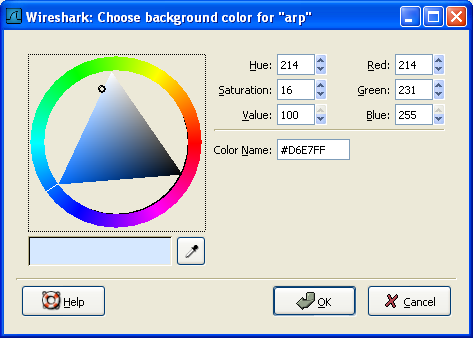 Wireshark: Choose background color for "arp"
Hue: 214 Red: 214
Saturation: 16 Green: 231
Value: 100 Blue: 255
Color Name: #D6E7FF
Help OK Cancel